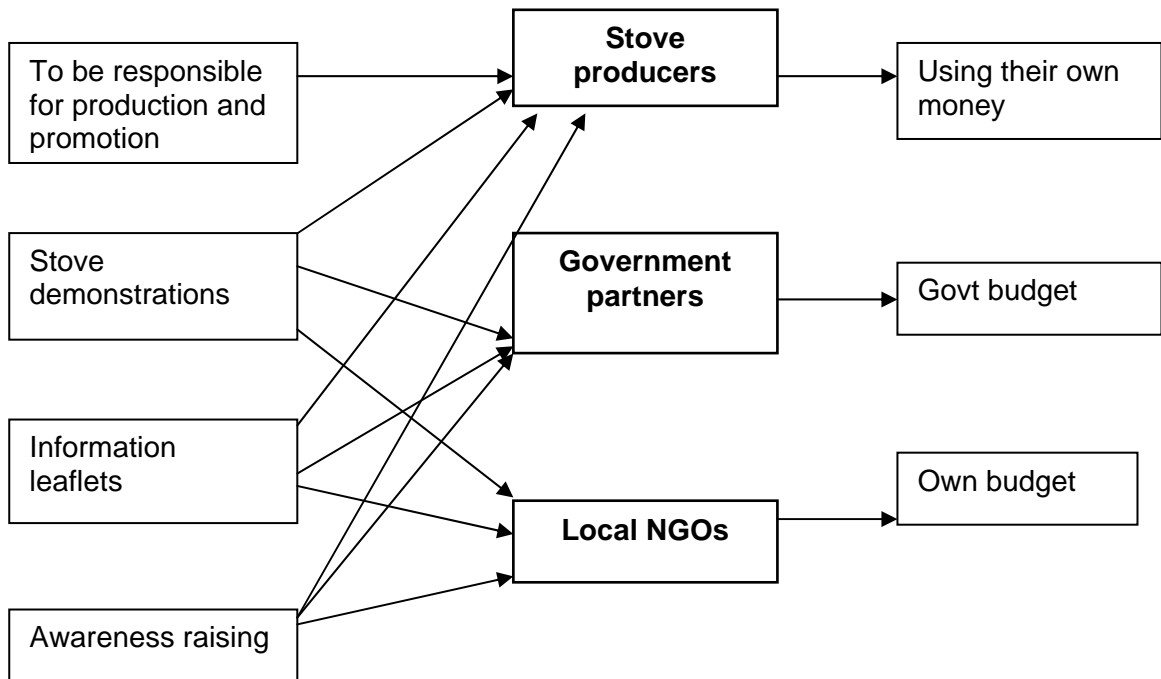 To be responsible
for production and
promotion
Stove
demonstrations
Information
leaflets
Awareness raising
Stove
producers
Government
partners
Local NGOs
Using their own
money
Govt budget
Own budget